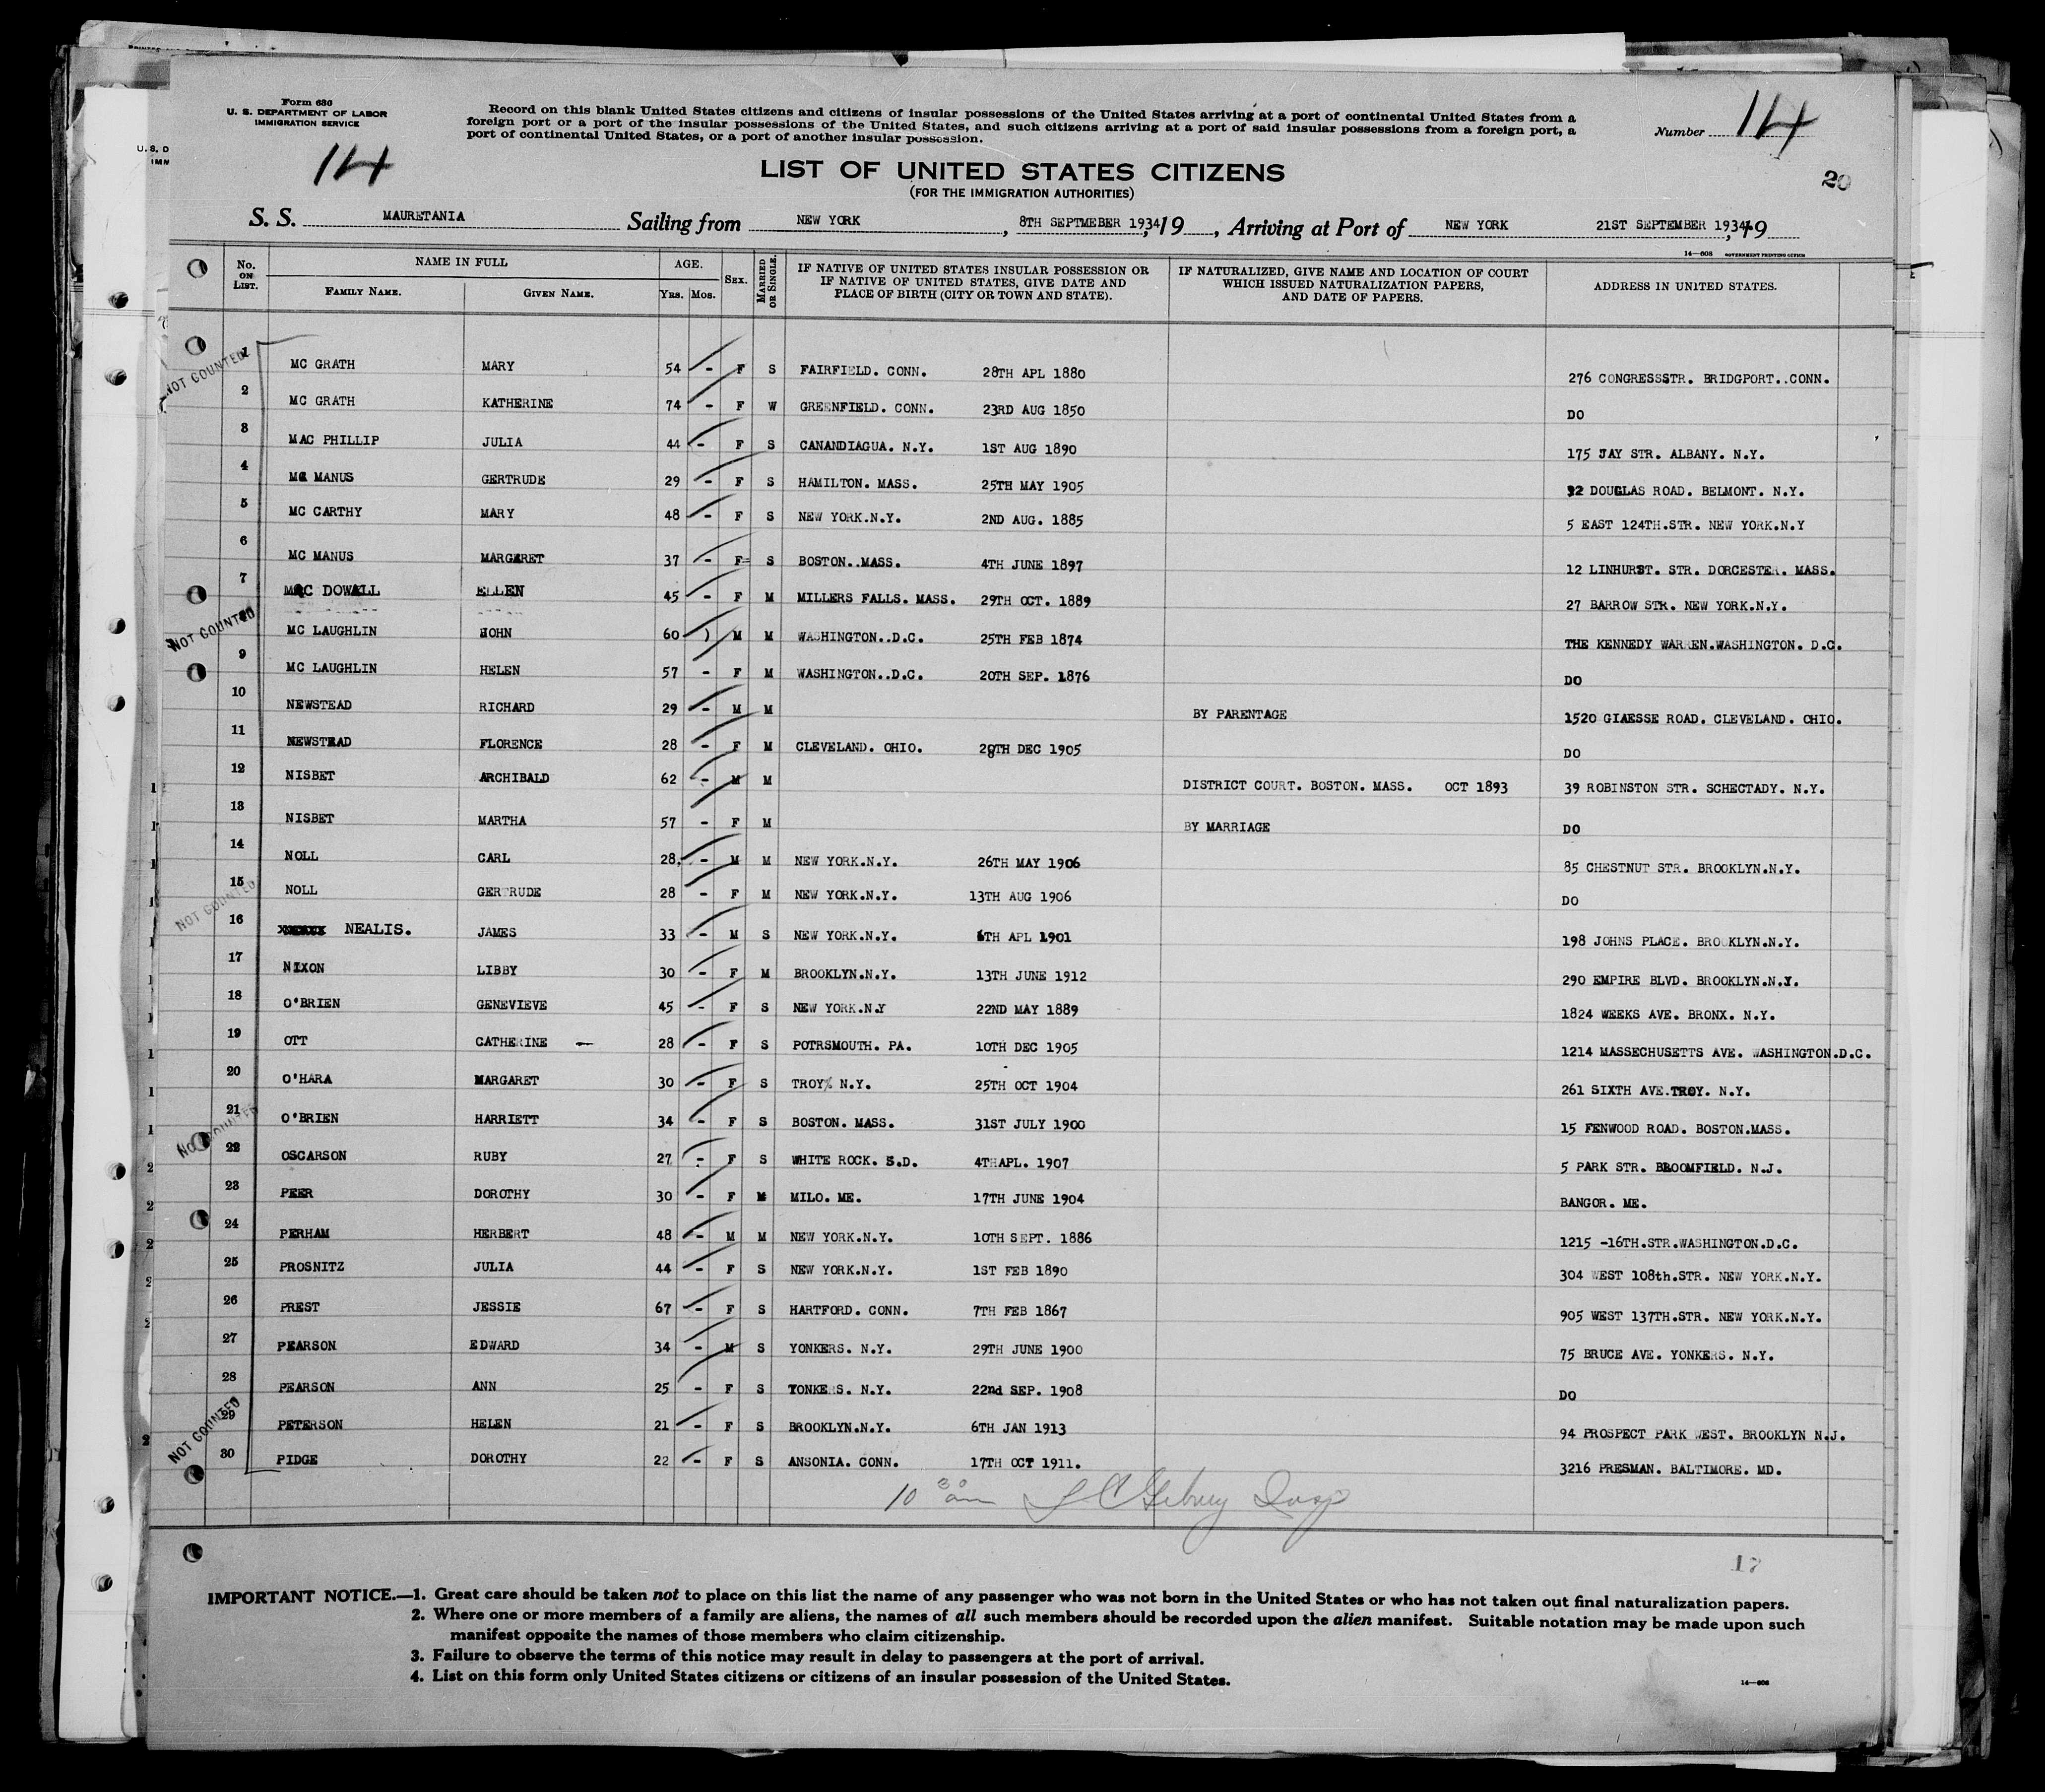 Form 630
U. S. DEPARTMENT OF LABOR
IMMIGRATION SERVICE
Record on this blank United States citizens and citizens of insular possessions of the United States arriving at a port of continental United States from a
foreign port or a port of the insular possessions of the United States, and such citizens arriving at a port of said insular possessions from a foreign port, a
port of continental United States, or a port of another insular possession.
Number 114
U. S. D
IMM
114
LIST OF UNITED STATES CITIZENS
(FOR THE IMMIGRATION AUTHORITIES)
20
S. S. MAURETANIA Sailing from NEW YORK , 8TH SEPTMEBER 1934 19 , Arriving at Port of NEW YORK 21ST SEPTEMBER 1934 19
14—608 GOVERNMENT PRINTING OFFICE
No. ON LIST. NAME IN FULL FAMILY NAME. GIVEN NAME. AGE. YRS. MOS. SEX. MARRIED OR SINGLE. IF NATIVE OF UNITED STATES INSULAR POSSESSION OR IF NATIVE OF UNITED STATES, GIVE DATE AND PLACE OF BIRTH (CITY OR TOWN AND STATE). IF NATURALIZED, GIVE NAME AND LOCATION OF COURT WHICH ISSUED NATURALIZATION PAPERS, AND DATE OF PAPERS. ADDRESS IN UNITED STATES.
NOT COUNTED
1 MC GRATH MARY 54 - F S FAIRFIELD. CONN. 28TH APL 1880 276 CONGRESSSTR. BRIDGPORT..CONN.
2 MC GRATH KATHERINE 74 - F W GREENFIELD. CONN. 23RD AUG 1850 DO
3 MAC PHILLIP JULIA 44 - F S CANANDIAGUA. N.Y. 1ST AUG 1890 175 JAY STR. ALBANY. N.Y.
4 MC MANUS GERTRUDE 29 - F S HAMILTON. MASS. 25TH MAY 1905 32 DOUGLAS ROAD. BELMONT. N.Y.
5 MC CARTHY MARY 48 - F S NEW YORK.N.Y. 2ND AUG. 1885 5 EAST 124TH.STR. NEW YORK.N.Y
6 MC MANUS MARGARET 37 - F S BOSTON..MASS. 4TH JUNE 1897 12 LINHURST. STR. DORCESTER. MASS.
7 MAC DOWALL ELLEN 45 - F M MILLERS FALLS. MASS. 29TH OCT. 1889 27 BARROW STR. NEW YORK.N.Y.
NOT COUNTED
MC LAUGHLIN JOHN 60 ) M M WASHINGTON..D.C. 25TH FEB 1874 THE KENNEDY WARREN.WASHINGTON. D.C.
9 MC LAUGHLIN HELEN 57 - F M WASHINGTON..D.C. 20TH SEP. 1876 DO
10 NEWSTEAD RICHARD 29 - M M BY PARENTAGE 1520 GIAESSE ROAD. CLEVELAND. OHIO.
11 NEWSTEAD FLORENCE 28 - F M CLEVELAND. OHIO. 28TH DEC 1905 DO
12 NISBET ARCHIBALD 62 - M M DISTRICT COURT. BOSTON. MASS. OCT 1893 39 ROBINSTON STR. SCHECTADY. N.Y.
13 NISBET MARTHA 57 - F M BY MARRIAGE DO
14 NOLL CARL 28. - M M NEW YORK.N.Y. 26TH MAY 1906 85 CHESTNUT STR. BROOKLYN.N.Y.
15 NOLL GERTRUDE 28 - F M NEW YORK.N.Y. 13TH AUG 1906 DO
NOT COUNTED
16 NEALIS. JAMES 33 - M S NEW YORK.N.Y. 6TH APL 1901 198 JOHNS PLACE. BROOKLYN.N.Y.
17 NIXON LIBBY 30 - F M BROOKLYN.N.Y. 13TH JUNE 1912 290 EMPIRE BLVD. BROOKLYN.N.Y.
18 O'BRIEN GENEVIEVE 45 - F S NEW YORK.N.Y 22ND MAY 1889 1824 WEEKS AVE. BRONX. N.Y.
19 OTT CATHERINE — 28 - F S POTRSMOUTH. PA. 10TH DEC 1905 1214 MASSECHUSETTS AVE. WASHINGTON.D.C.
20 O'HARA MARGARET 30 - F S TROY. N.Y. 25TH OCT 1904 261 SIXTH AVE.TROY. N.Y.
21 O'BRIEN HARRIETT 34 - F S BOSTON. MASS. 31ST JULY 1900 15 FENWOOD ROAD. BOSTON.MASS.
NOT COUNTED
22 OSCARSON RUBY 27 - F S WHITE ROCK. S.D. 4THAPL. 1907 5 PARK STR. BROOMFIELD. N.J.
23 PEER DOROTHY 30 - F M MILO. ME. 17TH JUNE 1904 BANGOR. ME.
24 PERHAM HERBERT 48 - M M NEW YORK.N.Y. 10TH SEPT. 1886 1215 -16TH.STR.WASHINGTON.D.C.
25 PROSNITZ JULIA 44 - F S NEW YORK.N.Y. 1ST FEB 1890 304 WEST 108th.STR. NEW YORK.N.Y.
26 PREST JESSIE 67 - F S HARTFORD. CONN. 7TH FEB 1867 905 WEST 137TH.STR. NEW YORK.N.Y.
27 PEARSON EDWARD 34 - M S YONKERS. N.Y. 29TH JUNE 1900 75 BRUCE AVE. YONKERS. N.Y.
28 PEARSON ANN 25 - F S YONKERS. N.Y. 22nd SEP. 1908 DO
NOT COUNTED
29 PETERSON HELEN 21 - F S BROOKLYN.N.Y. 6TH JAN 1913 94 PROSPECT PARK WEST. BROOKLYN N.J.
30 PIDGE DOROTHY 22 - F S ANSONIA. CONN. 17TH OCT 1911. 3216 PRESMAN. BALTIMORE. MD.
10 30 am Insp
IMPORTANT NOTICE.—1. Great care should be taken not to place on this list the name of any passenger who was not born in the United States or who has not taken out final naturalization papers.
2. Where one or more members of a family are aliens, the names of all such members should be recorded upon the alien manifest. Suitable notation may be made upon such
manifest opposite the names of those members who claim citizenship.
3. Failure to observe the terms of this notice may result in delay to passengers at the port of arrival.
4. List on this form only United States citizens or citizens of an insular possession of the United States.
14—608